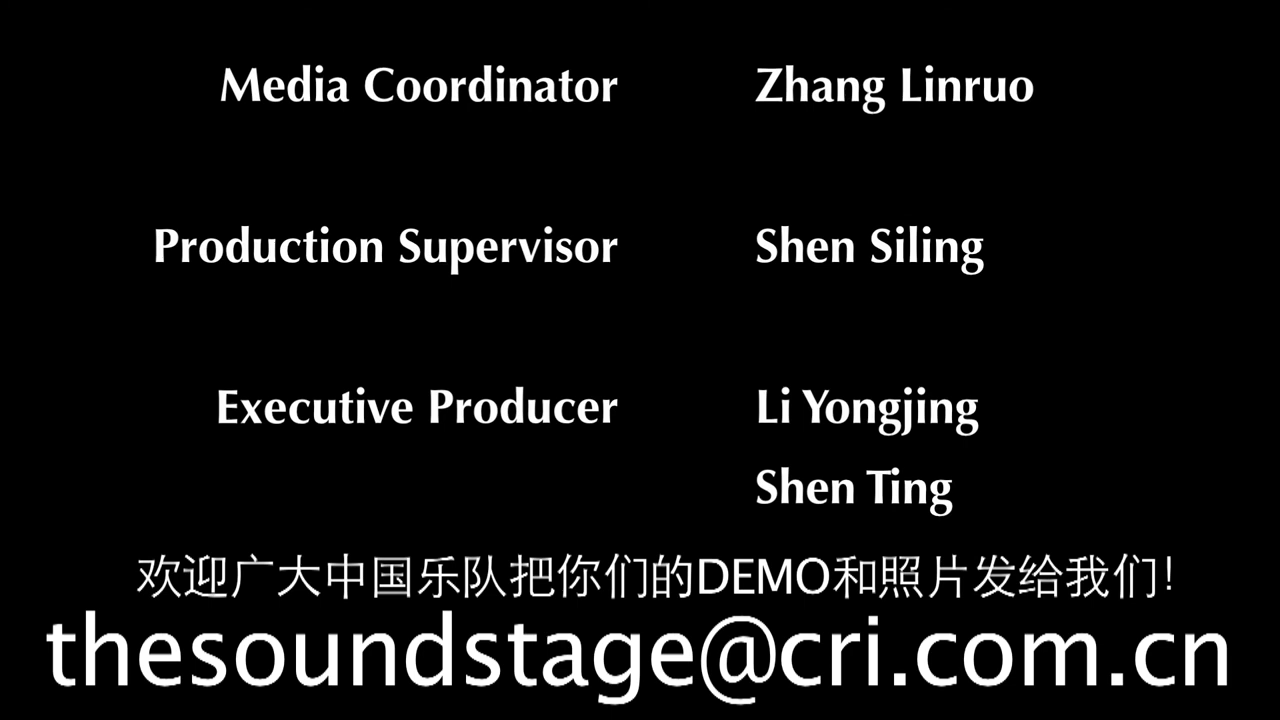 Media Coordinator Zhang Linruo
Production Supervisor Shen Siling
Executive Producer Li Yongjing
Shen Ting
欢迎广大中国乐队把你们的DEMO和照片发给我们！
thesoundstage@cri.com.cn